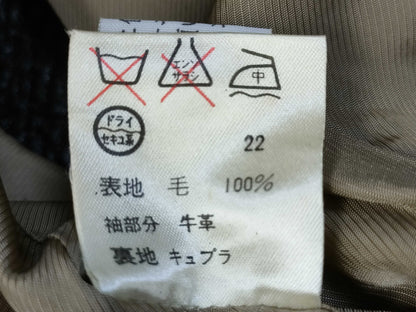 エンソ
サラシ
中
ドライ
セキユ系
22
表地 毛 100%
袖部分 牛革
裏地 キュプラ